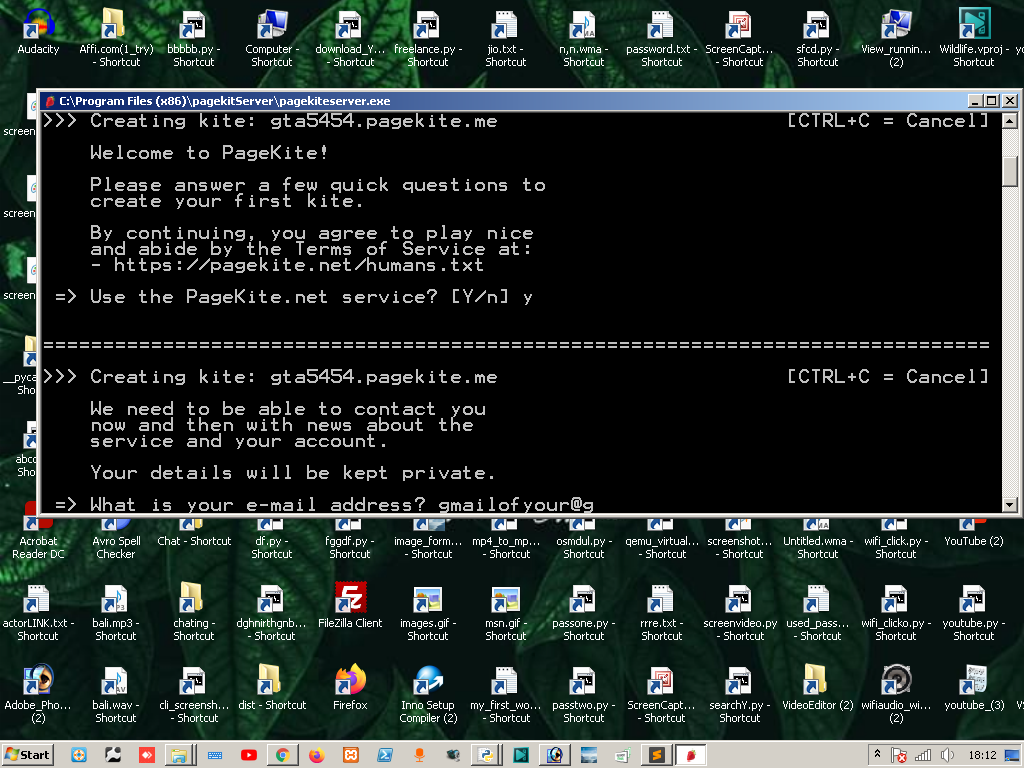 Audacity
Affi.com(1_try) - Shortcut
bbbbb.py - Shortcut
Computer - Shortcut
download_Y... - Shortcut
freelance.py - Shortcut
jio.txt - Shortcut
n,n.wma - Shortcut
password.txt - Shortcut
ScreenCapt... - Shortcut
sfcd.py - Shortcut
View_runnin... (2)
Wildlife.vproj - Shortcut
C:\Program Files (x86)\pagekitServer\pagekiteserver.exe
>>> Creating kite: gta5454.pagekite.me [CTRL+C = Cancel]
Welcome to PageKite!
Please answer a few quick questions to
create your first kite.
By continuing, you agree to play nice
and abide by the Terms of Service at:
- https://pagekite.net/humans.txt
=> Use the PageKite.net service? [Y/n] y
===============================================================================
>>> Creating kite: gta5454.pagekite.me [CTRL+C = Cancel]
We need to be able to contact you
now and then with news about the
service and your account.
Your details will be kept private.
=> What is your e-mail address? gmailofyour@g
screen
screen
screen
__pyca
Sho
abcd
Sho
Acrobat Reader DC
Avro Spell Checker
Chat - Shortcut
df.py - Shortcut
fggdf.py - Shortcut
image_form... - Shortcut
mp4_to_mp... - Shortcut
osmdul.py - Shortcut
qemu_virtual... - Shortcut
screenshot... - Shortcut
Untitled.wma - Shortcut
wifi_click.py - Shortcut
YouTube (2)
actorLINK.txt - Shortcut
bali.mp3 - Shortcut
chating - Shortcut
dghnirthgnb... - Shortcut
FileZilla Client
images.gif - Shortcut
msn.gif - Shortcut
passone.py - Shortcut
rrre.txt - Shortcut
screenvideo.py - Shortcut
used_pass... - Shortcut
wifi_clicko.py - Shortcut
youtube.py - Shortcut
Adobe_Pho... (2)
bali.wav - Shortcut
cli_screensh... - Shortcut
dist - Shortcut
Firefox
Inno Setup Compiler (2)
my_first_wo... - Shortcut
passtwo.py - Shortcut
ScreenCapt... - Shortcut
searchY.py - Shortcut
VideoEditor (2)
wifiaudio_wi... (2)
youtube_(3)
Start
18:12